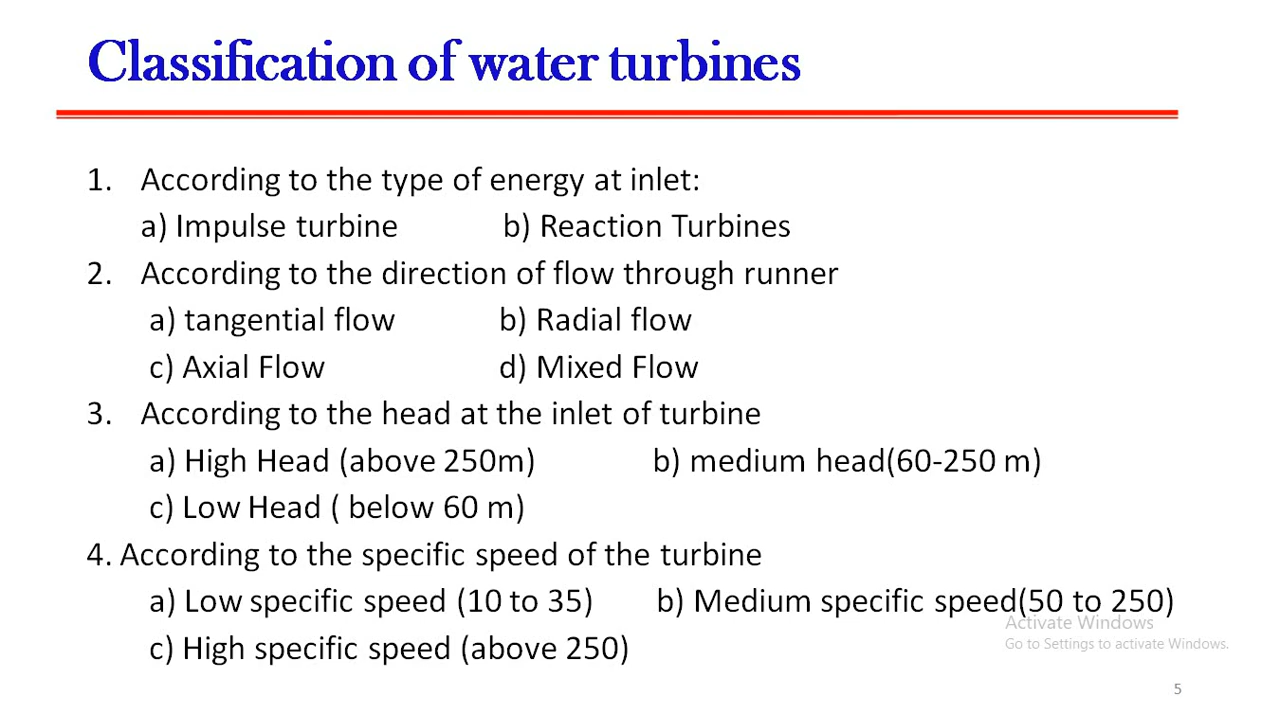 Classification of water turbines
1. According to the type of energy at inlet:
a) Impulse turbine b) Reaction Turbines
2. According to the direction of flow through runner
a) tangential flow b) Radial flow
c) Axial Flow d) Mixed Flow
3. According to the head at the inlet of turbine
a) High Head (above 250m) b) medium head(60-250 m)
c) Low Head ( below 60 m)
4. According to the specific speed of the turbine
a) Low specific speed (10 to 35) b) Medium specific speed(50 to 250)
c) High specific speed (above 250)
Activate Windows
Go to Settings to activate Windows.
5